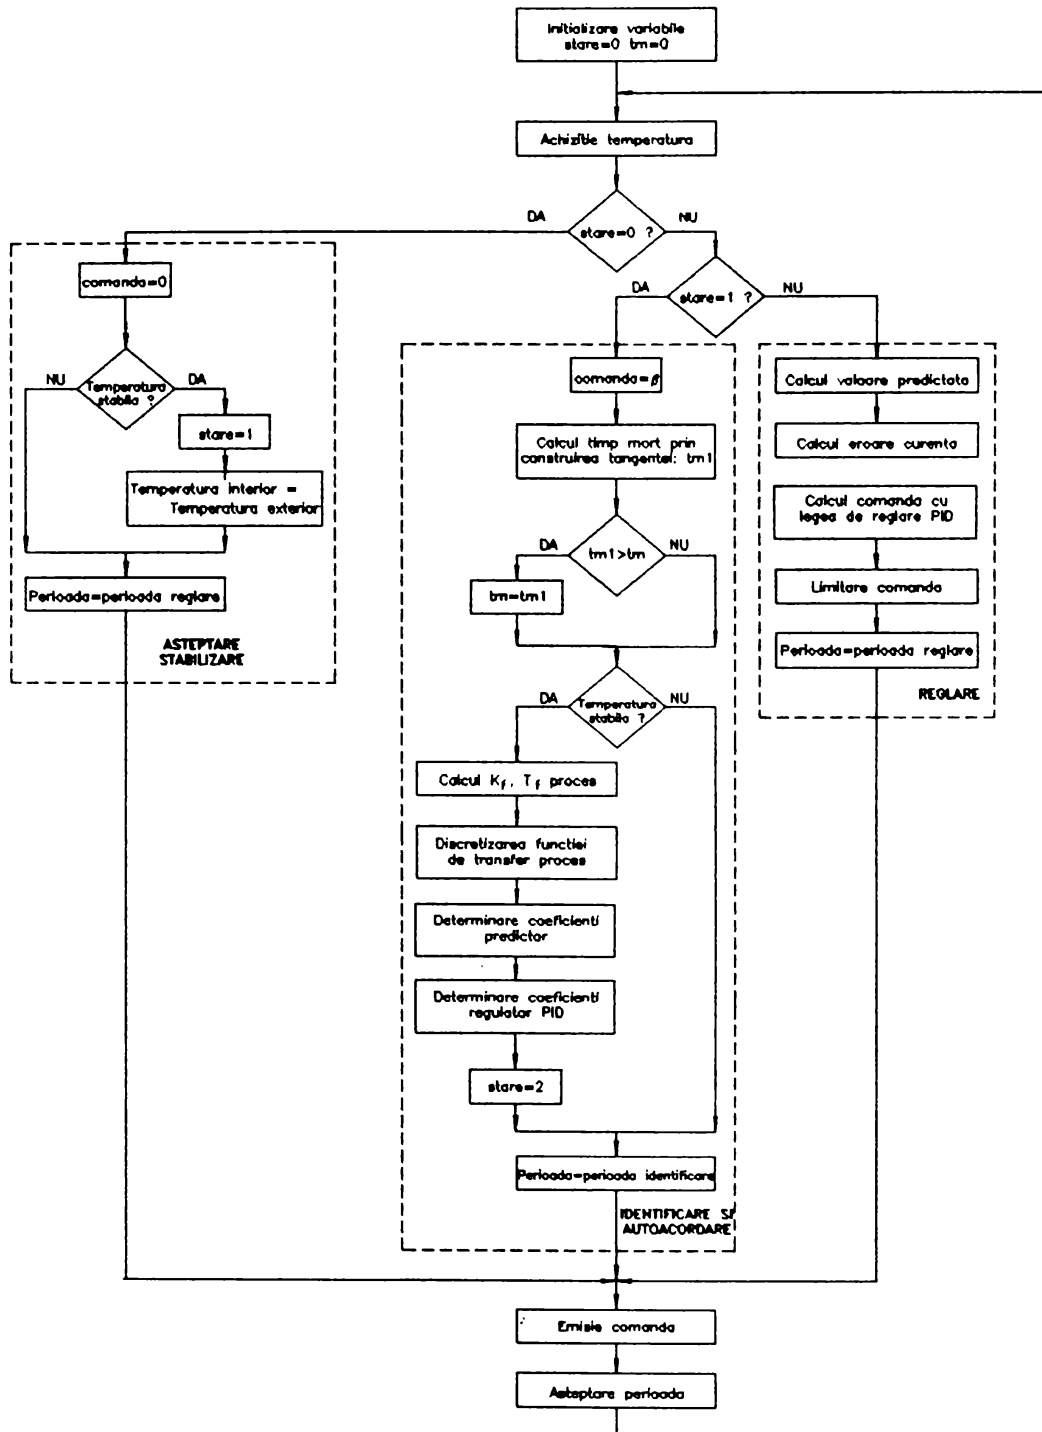 Initializare variabile
stare=0 tm=0
Achizitie temperatura
stare=0 ?
DA
NU
comanda=0
Temperatura
stabila ?
NU
DA
stare=1
Temperatura interior =
Temperatura exterior
Perioada=perioada reglare
ASTEPTARE
STABILIZARE
stare=1 ?
DA
NU
comanda=β
Calcul timp mort prin
construirea tangentei: tm1
tm1>tm
DA
NU
tm=tm1
Temperatura
stabila ?
DA
NU
Calcul Kf, Tf proces
Discretizarea functiei
de transfer proces
Determinare coeficienti
predictor
Determinare coeficienti
regulator PID
stare=2
Perioada=perioada identificare
IDENTIFICARE SI
AUTOACORDARE
Calcul valoare predictata
Calcul eroare curenta
Calcul comanda cu
legea de reglare PID
Limitare comanda
Perioada=perioada reglare
REGLARE
Emisie comanda
Asteptare perioada